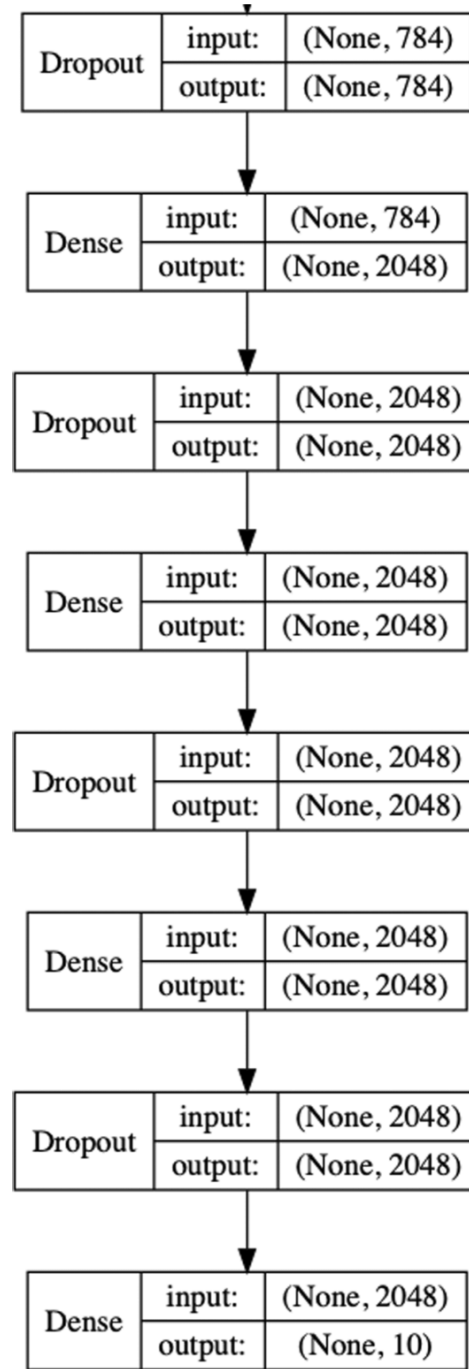 Dropout
input: (None, 784)
output: (None, 784)
Dense
input: (None, 784)
output: (None, 2048)
Dropout
input: (None, 2048)
output: (None, 2048)
Dense
input: (None, 2048)
output: (None, 2048)
Dropout
input: (None, 2048)
output: (None, 2048)
Dense
input: (None, 2048)
output: (None, 2048)
Dropout
input: (None, 2048)
output: (None, 2048)
Dense
input: (None, 2048)
output: (None, 10)